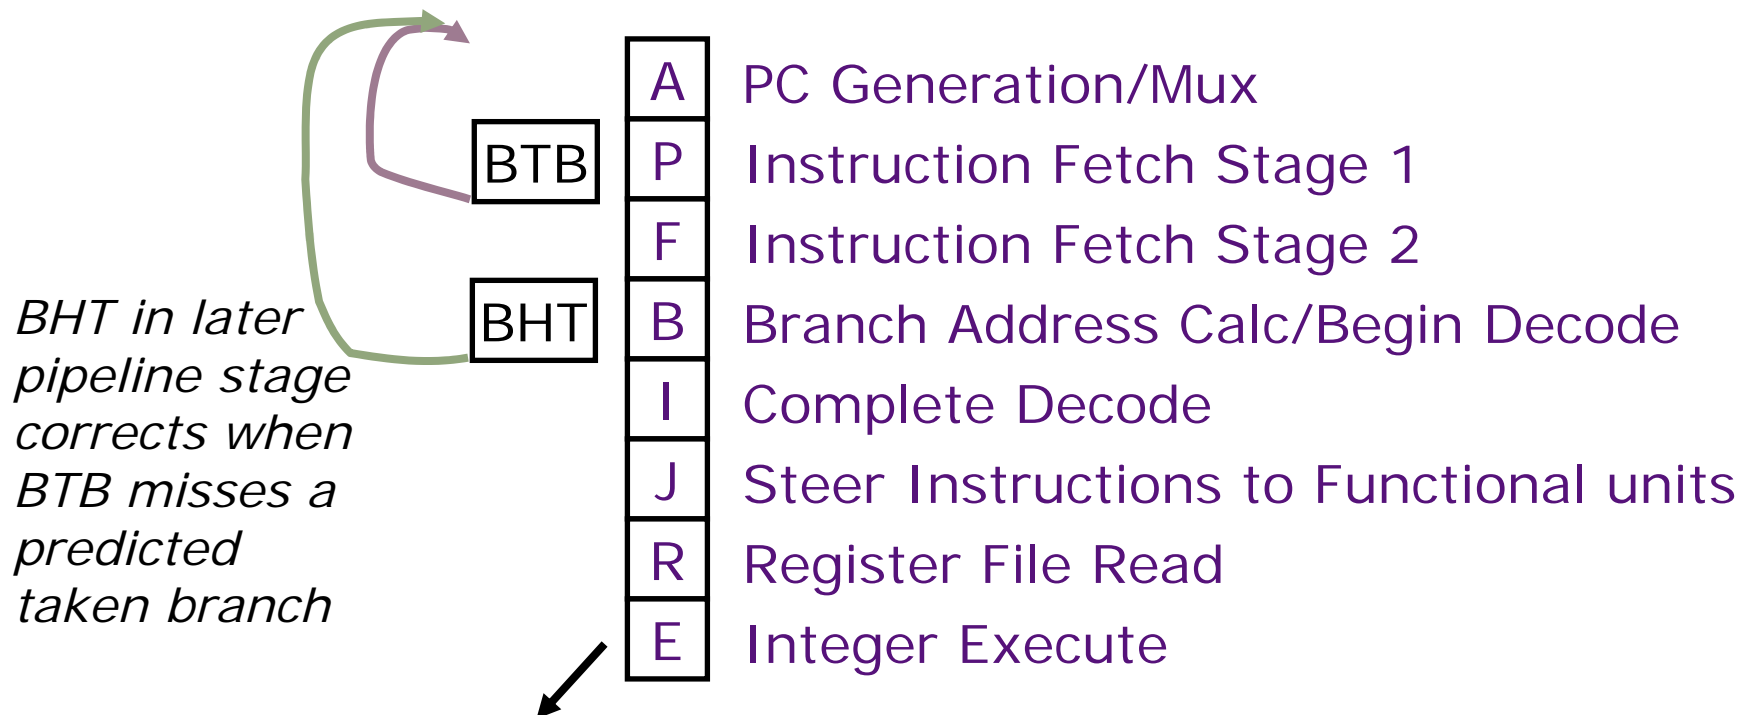 A PC Generation/Mux
BTB P Instruction Fetch Stage 1
F Instruction Fetch Stage 2
BHT B Branch Address Calc/Begin Decode
I Complete Decode
J Steer Instructions to Functional units
R Register File Read
E Integer Execute
BHT in later
pipeline stage
corrects when
BTB misses a
predicted
taken branch